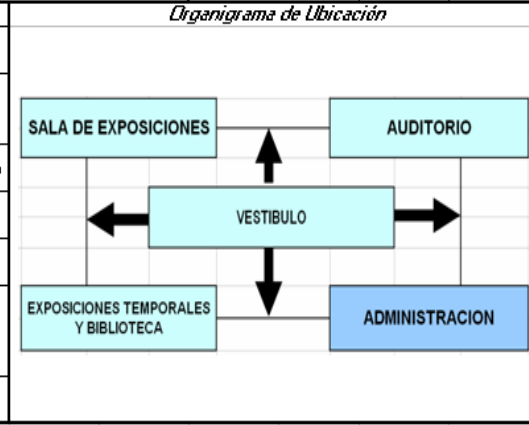 Organigrama de Ubicación
SALA DE EXPOSICIONES
AUDITORIO
VESTIBULO
EXPOSICIONES TEMPORALES
Y BIBLIOTECA
ADMINISTRACION